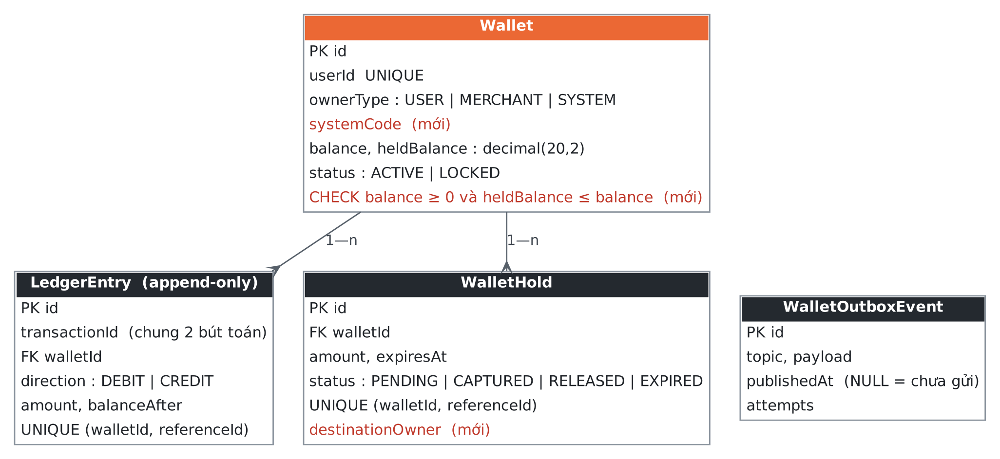 Wallet
PK id
userId  UNIQUE
ownerType : USER | MERCHANT | SYSTEM
systemCode  (mới)
balance, heldBalance : decimal(20,2)
status : ACTIVE | LOCKED
CHECK balance ≥ 0 và heldBalance ≤ balance  (mới)
1—n
1—n
LedgerEntry  (append-only)
PK id
transactionId  (chung 2 bút toán)
FK walletId
direction : DEBIT | CREDIT
amount, balanceAfter
UNIQUE (walletId, referenceId)
WalletHold
PK id
FK walletId
amount, expiresAt
status : PENDING | CAPTURED | RELEASED | EXPIRED
UNIQUE (walletId, referenceId)
destinationOwner  (mới)
WalletOutboxEvent
PK id
topic, payload
publishedAt  (NULL = chưa gửi)
attempts